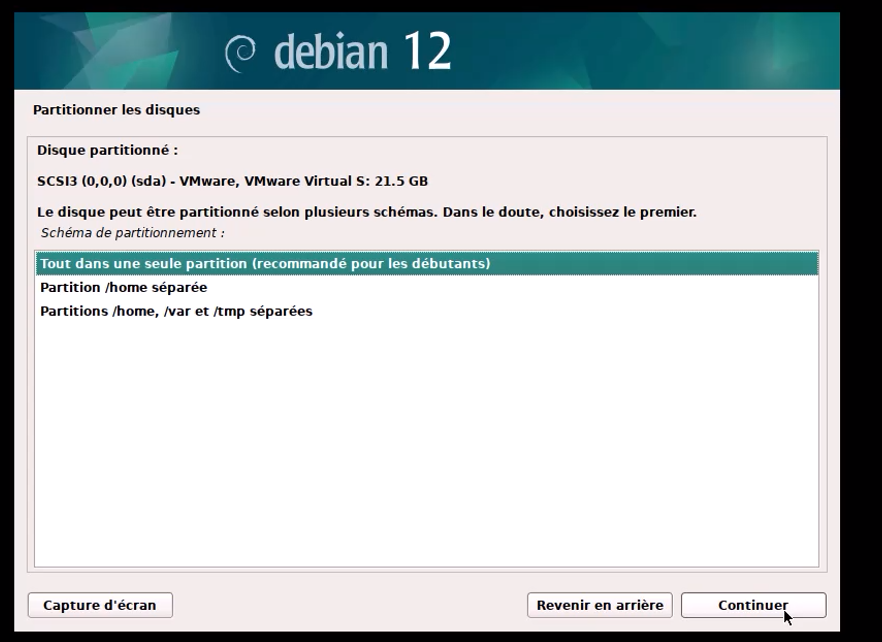 debian 12
Partitionner les disques
Disque partitionné :
SCSI3 (0,0,0) (sda) - VMware, VMware Virtual S: 21.5 GB
Le disque peut être partitionné selon plusieurs schémas. Dans le doute, choisissez le premier.
Schéma de partitionnement :
Tout dans une seule partition (recommandé pour les débutants)
Partition /home séparée
Partitions /home, /var et /tmp séparées
Capture d'écran
Revenir en arrière
Continuer